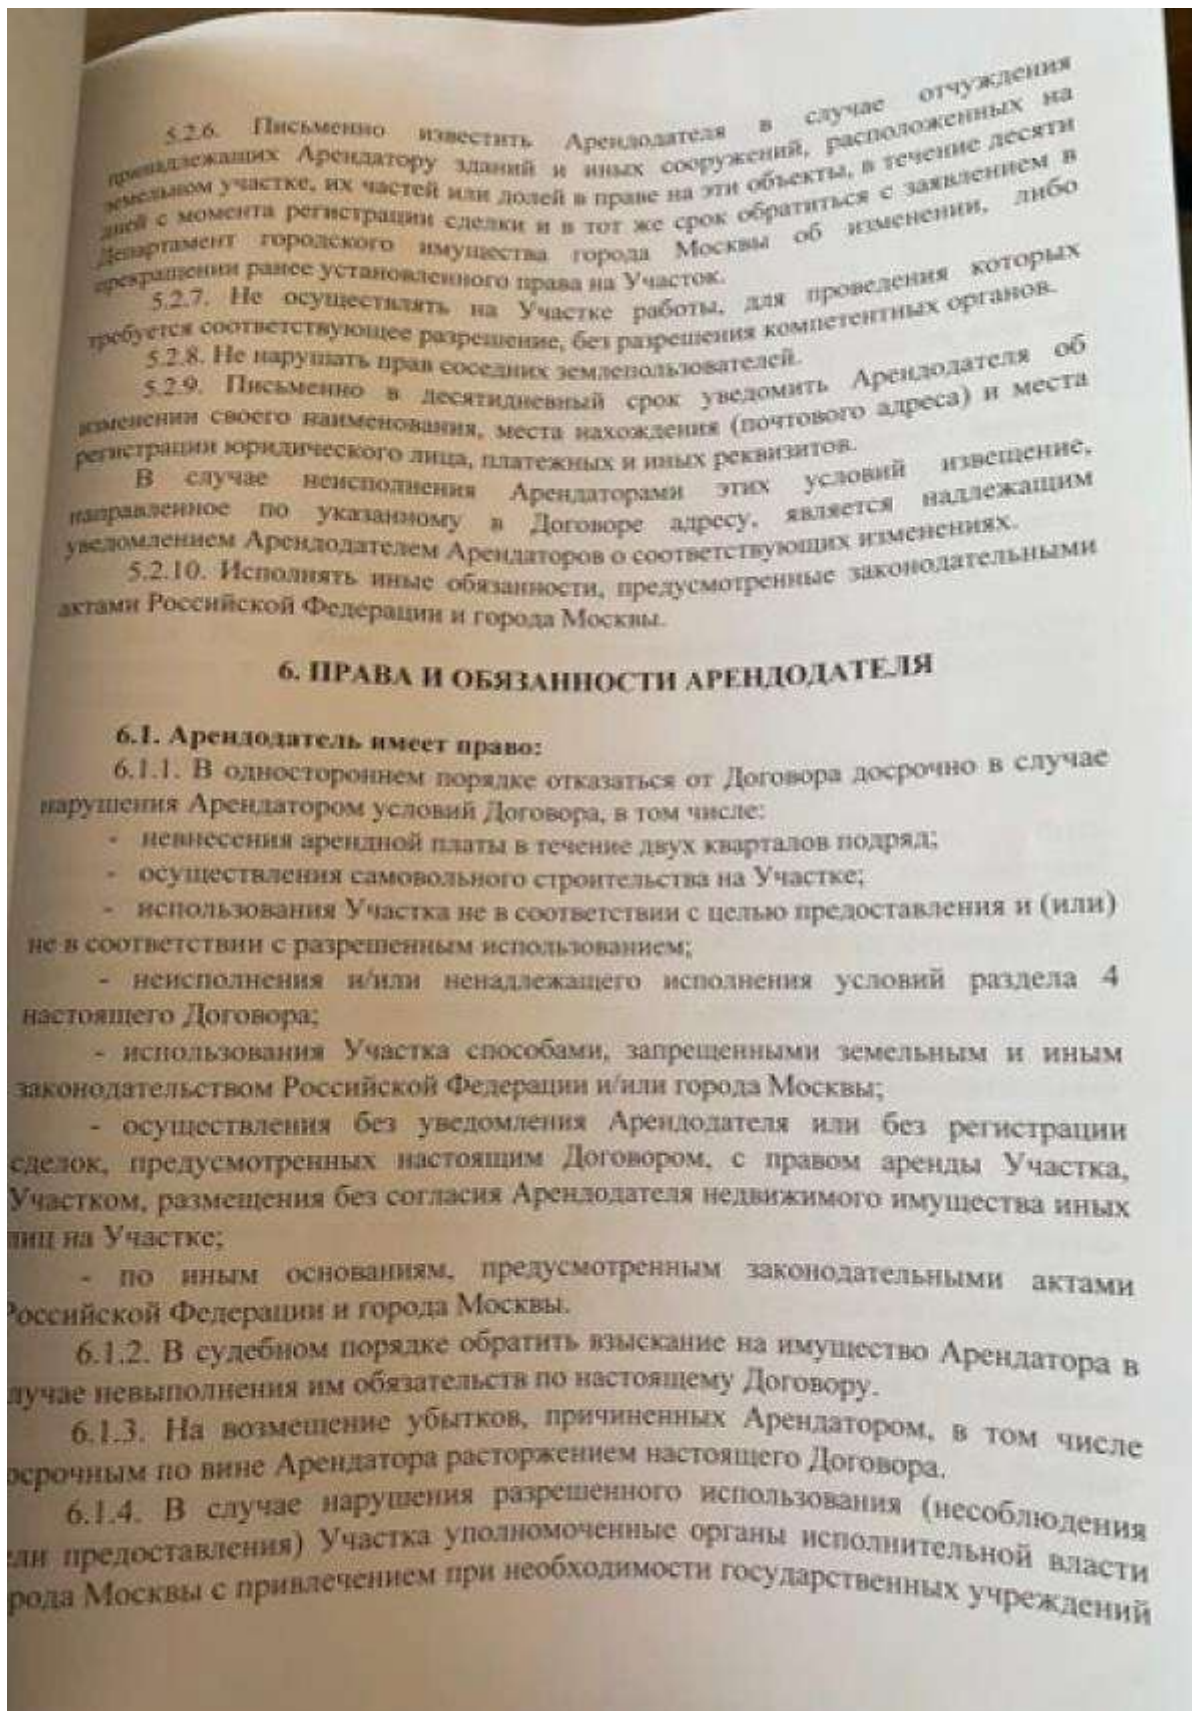 5.2.6. Письменно известить Арендодателя в случае отчуждения
принадлежащих Арендатору зданий и иных сооружений, расположенных на
земельном участке, их частей или долей в праве на эти объекты, в течение десяти
дней с момента регистрации сделки и в тот же срок обратиться с заявлением в
Департамент городского имущества города Москвы об изменении, либо
прекращении ранее установленного права на Участок.
5.2.7. Не осуществлять на Участке работы, для проведения которых
требуется соответствующее разрешение, без разрешения компетентных органов.
5.2.8. Не нарушать прав соседних землепользователей.
5.2.9. Письменно в десятидневный срок уведомить Арендодателя об
изменении своего наименования, места нахождения (почтового адреса) и места
регистрации юридического лица, платежных и иных реквизитов.
В случае неисполнения Арендаторами этих условий извещение,
направленное по указанному в Договоре адресу, является надлежащим
уведомлением Арендодателем Арендаторов о соответствующих изменениях.
5.2.10. Исполнять иные обязанности, предусмотренные законодательными
актами Российской Федерации и города Москвы.
6. ПРАВА И ОБЯЗАННОСТИ АРЕНДОДАТЕЛЯ
6.1. Арендодатель имеет право:
6.1.1. В одностороннем порядке отказаться от Договора досрочно в случае
нарушения Арендатором условий Договора, в том числе:
- невнесения арендной платы в течение двух кварталов подряд;
- осуществления самовольного строительства на Участке;
- использования Участка не в соответствии с целью предоставления и (или)
не в соответствии с разрешенным использованием;
- неисполнения и/или ненадлежащего исполнения условий раздела 4
настоящего Договора;
- использования Участка способами, запрещенными земельным и иным
законодательством Российской Федерации и/или города Москвы;
- осуществления без уведомления Арендодателя или без регистрации
сделок, предусмотренных настоящим Договором, с правом аренды Участка,
Участком, размещения без согласия Арендодателя недвижимого имущества иных
лиц на Участке;
- по иным основаниям, предусмотренным законодательными актами
Российской Федерации и города Москвы.
6.1.2. В судебном порядке обратить взыскание на имущество Арендатора в
лучае невыполнения им обязательств по настоящему Договору.
6.1.3. На возмещение убытков, причиненных Арендатором, в том числе
осрочным по вине Арендатора расторжением настоящего Договора.
6.1.4. В случае нарушения разрешенного использования (несоблюдения
ели предоставления) Участка уполномоченные органы исполнительной власти
рода Москвы с привлечением при необходимости государственных учреждений